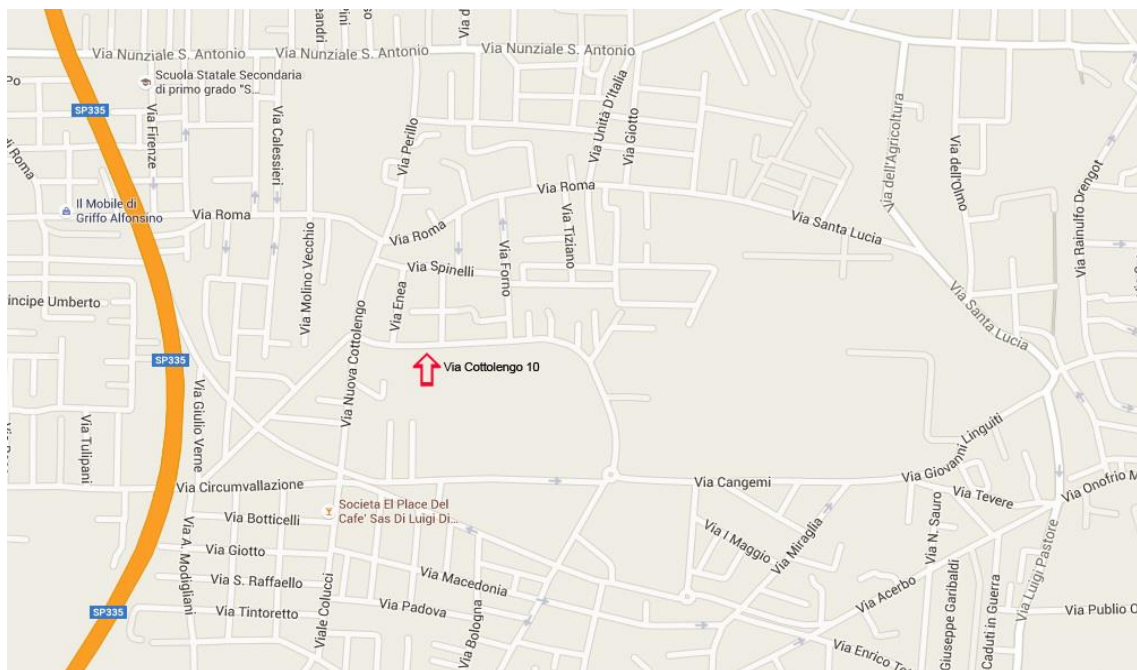 Via Nunziale S. Antonio
Via Nunziale S. Antonio
Via Nunziale S. Antonio
Scuola Statale Secondaria
di primo grado "S...
SP335
Via Firenze
Via Calessieri
Via Perillo
Via Unità D'Italia
Via Giotto
Via dell'Agricoltura
Via dell'Olmo
Via Rainulfo Drengot
di Roma
Il Mobile di
Griffo Alfonsino
Via Roma
Via Roma
Via Roma
Via Santa Lucia
Via Molino Vecchio
Via Spinelli
Via Forno
Via Tiziano
Via Enea
Via Santa Lucia
rincipe Umberto
SP335
Via Nuova Cottolengo
Via Cottolengo 10
Via Giulio Verne
Via Tulipani
Via Circumvallazione
Via Cangemi
Via Giovanni
Linguiti
Via Tevere
Via Onofrio M
Societa El Place Del
Cafe' Sas Di Luigi Di...
Via Botticelli
Via Giotto
Via S. Raffaello
Via Tintoretto
Via A. Modigliani
Viale Colucci
Via Macedonia
Via Padova
Via Bologna
Via I Maggio
Via Miraglia
Via N. Sauro
Via Acerbo
Giuseppe Garibaldi
Caduti in Guerra
Via Luigi Pastore
Via Publio
SP335
Via Enrico